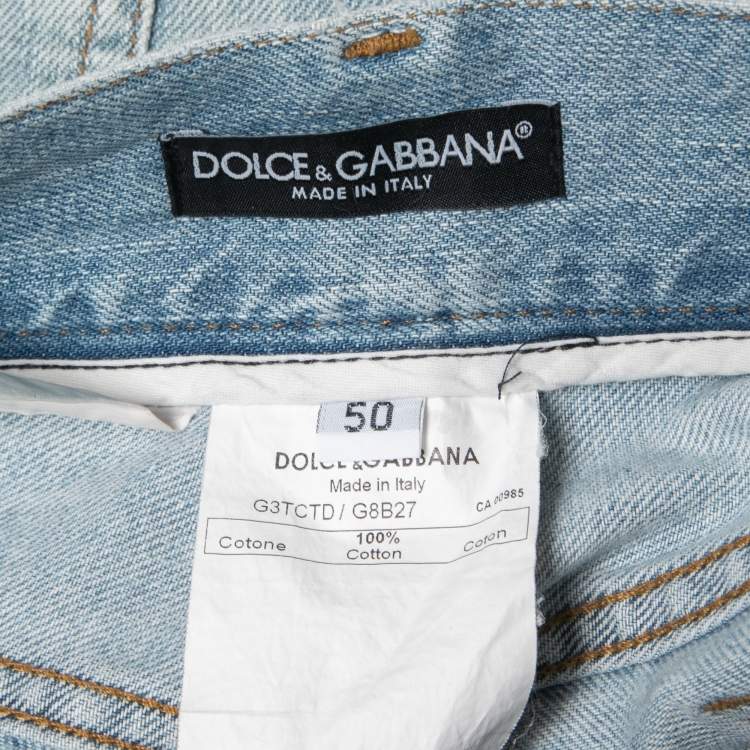 DOLCE & GABBANA®
MADE IN ITALY
50
DOLCE & GABBANA
Made in Italy
G3TCTD / G8B27 CA 00985
Cotone 100% Cotton Coton